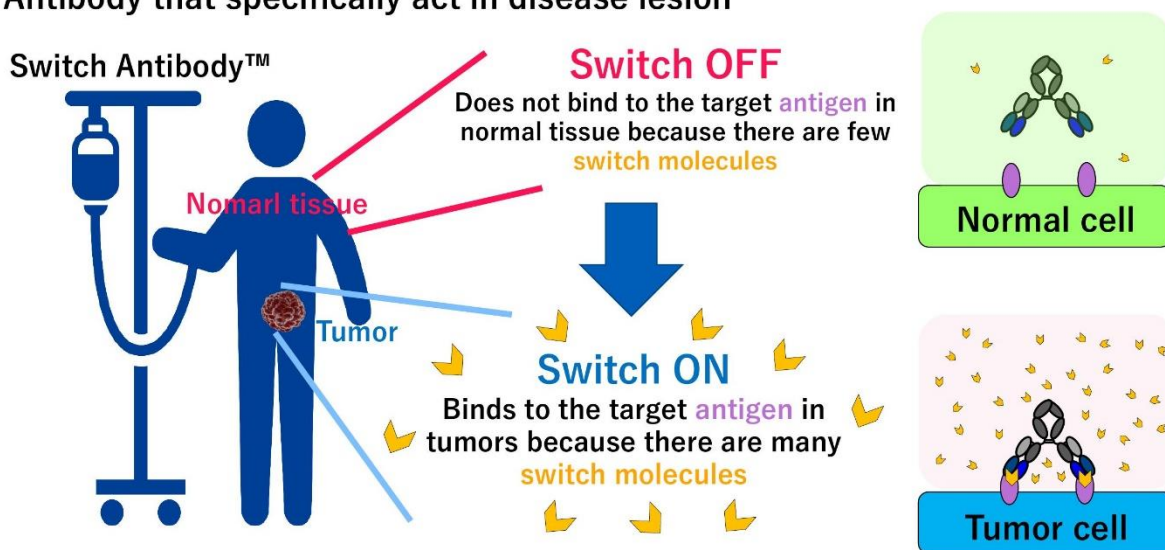 Antibody that specifically act in disease lesion
Switch Antibody™
Switch OFF
Does not bind to the target antigen in
normal tissue because there are few
switch molecules
Nomarl tissue
Normal cell
Tumor
Switch ON
Binds to the target antigen in
tumors because there are many
switch molecules
Tumor cell